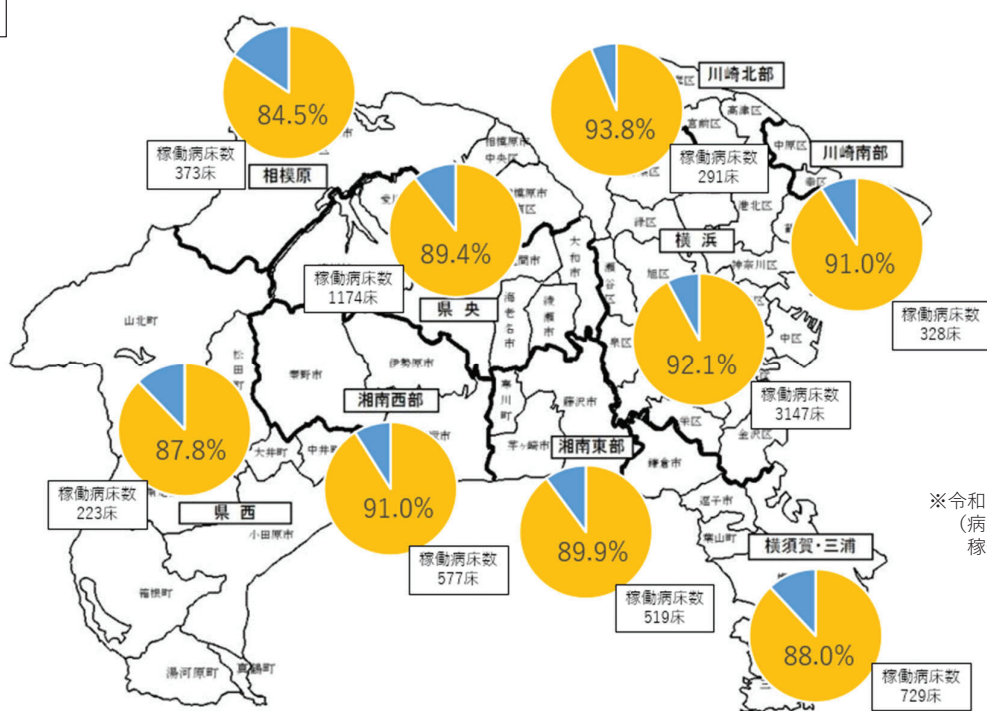 84.5%
稼働病床数
373床
相模原
相模原市
中央区
89.4%
稼働病床数
1174床
県 央
大和市
海老名市
綾瀬市
93.8%
稼働病床数
291床
川崎北部
高津区
宮前区
中原区
幸区
川崎南部
91.0%
稼働病床数
328床
港北区
緑区
横 浜
旭区
瀬谷区
神奈川区
中区
泉区
92.1%
稼働病床数
3147床
栄区
金沢区
山北町
松田町
87.8%
稼働病床数
223床
県 西
大井町
小田原市
箱根町
湯河原町
真鶴町
秦野市
伊勢原市
湘南西部
91.0%
稼働病床数
577床
寒川町
藤沢市
茅ヶ崎市
湘南東部
89.9%
稼働病床数
519床
鎌倉市
逗子市
葉山町
横須賀・三浦
88.0%
稼働病床数
729床
※令和
（病
稼